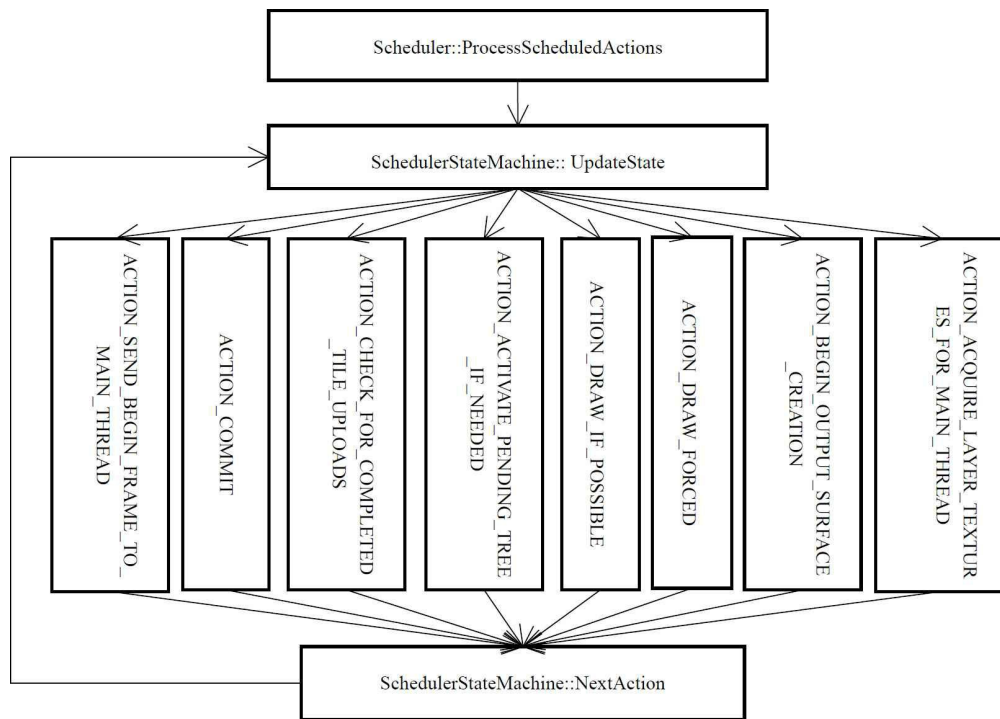 Scheduler::ProcessScheduledActions
SchedulerStateMachine:: UpdateState
ACTION_SEND_BEGIN_FRAME_TO_
MAIN_THREAD
ACTION_COMMIT
ACTION_CHECK_FOR_COMPLETED
_TILE_UPLOADS
ACTION_ACTIVATE_PENDING_TREE
_IF_NEEDED
ACTION_DRAW_IF_POSSIBLE
ACTION_DRAW_FORCED
ACTION_BEGIN_OUTPUT_SURFACE
_CREATION
ACTION_ACQUIRE_LAYER_TEXTUR
ES_FOR_MAIN_THREAD
SchedulerStateMachine::NextAction